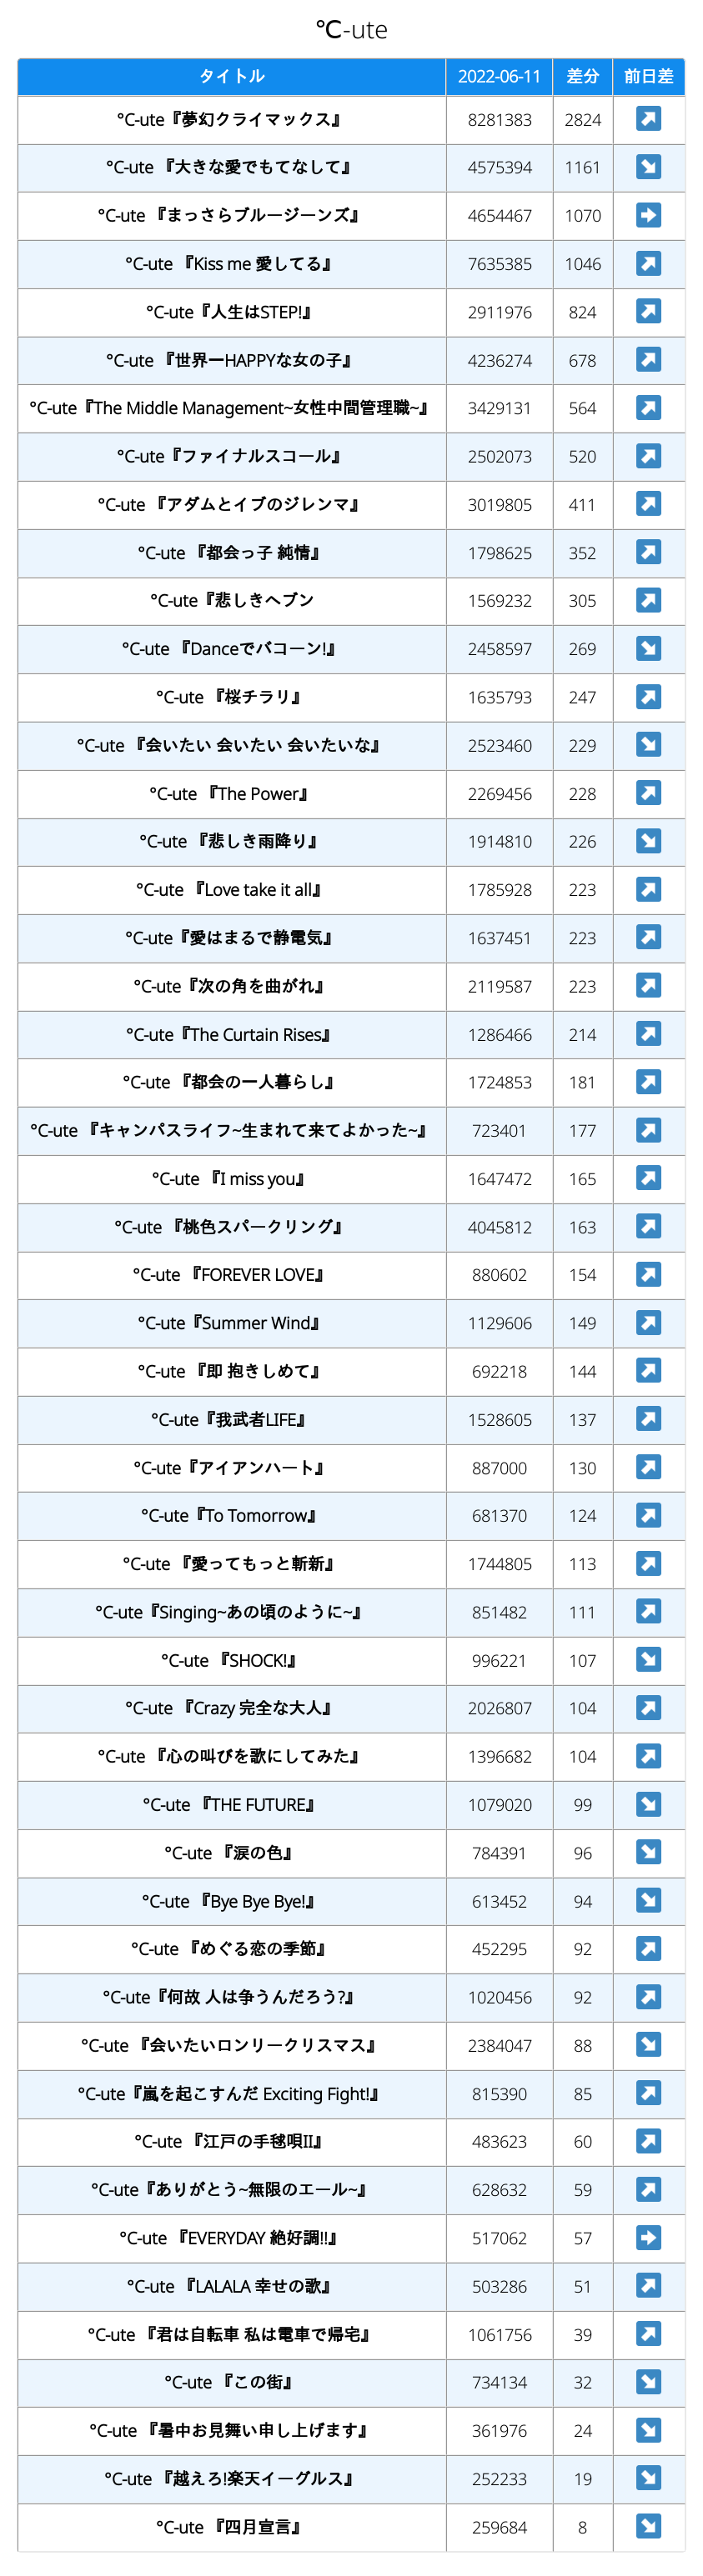 ℃-ute
タイトル 2022-06-11 差分 前日差
°C-ute『夢幻クライマックス』 8281383 2824 ↗
°C-ute 『大きな愛でもてなして』 4575394 1161 ↘
°C-ute 『まっさらブルージーンズ』 4654467 1070 ➡
°C-ute 『Kiss me 愛してる』 7635385 1046 ↗
°C-ute『人生はSTEP!』 2911976 824 ↗
°C-ute 『世界一HAPPYな女の子』 4236274 678 ↗
°C-ute『The Middle Management~女性中間管理職~』 3429131 564 ↗
°C-ute『ファイナルスコール』 2502073 520 ↗
°C-ute 『アダムとイブのジレンマ』 3019805 411 ↗
°C-ute 『都会っ子 純情』 1798625 352 ↗
°C-ute『悲しきヘブン 1569232 305 ↗
°C-ute 『Danceでバコーン!』 2458597 269 ↘
°C-ute 『桜チラリ』 1635793 247 ↗
°C-ute 『会いたい 会いたい 会いたいな』 2523460 229 ↘
°C-ute 『The Power』 2269456 228 ↗
°C-ute 『悲しき雨降り』 1914810 226 ↘
°C-ute 『Love take it all』 1785928 223 ↗
°C-ute『愛はまるで静電気』 1637451 223 ↗
°C-ute『次の角を曲がれ』 2119587 223 ↗
°C-ute『The Curtain Rises』 1286466 214 ↗
°C-ute 『都会の一人暮らし』 1724853 181 ↗
°C-ute 『キャンパスライフ~生まれて来てよかった~』 723401 177 ↗
°C-ute 『I miss you』 1647472 165 ↗
°C-ute 『桃色スパークリング』 4045812 163 ↗
°C-ute 『FOREVER LOVE』 880602 154 ↗
°C-ute『Summer Wind』 1129606 149 ↗
°C-ute 『即 抱きしめて』 692218 144 ↗
°C-ute『我武者LIFE』 1528605 137 ↗
°C-ute『アイアンハート』 887000 130 ↗
°C-ute『To Tomorrow』 681370 124 ↗
°C-ute 『愛ってもっと斬新』 1744805 113 ↗
°C-ute『Singing~あの頃のように~』 851482 111 ↗
°C-ute 『SHOCK!』 996221 107 ↘
°C-ute 『Crazy 完全な大人』 2026807 104 ↗
°C-ute 『心の叫びを歌にしてみた』 1396682 104 ↗
°C-ute 『THE FUTURE』 1079020 99 ↘
°C-ute 『涙の色』 784391 96 ↘
°C-ute 『Bye Bye Bye!』 613452 94 ↘
°C-ute 『めぐる恋の季節』 452295 92 ↗
°C-ute『何故 人は争うんだろう?』 1020456 92 ↗
°C-ute 『会いたいロンリークリスマス』 2384047 88 ↘
°C-ute『嵐を起こすんだ Exciting Fight!』 815390 85 ↗
°C-ute 『江戸の手毬唄II』 483623 60 ↗
°C-ute『ありがとう~無限のエール~』 628632 59 ↗
°C-ute 『EVERYDAY 絶好調!!』 517062 57 ➡
°C-ute 『LALALA 幸せの歌』 503286 51 ↗
°C-ute 『君は自転車 私は電車で帰宅』 1061756 39 ↗
°C-ute 『この街』 734134 32 ↘
°C-ute 『暑中お見舞い申し上げます』 361976 24 ↘
°C-ute 『越えろ!楽天イーグルス』 252233 19 ↘
°C-ute 『四月宣言』 259684 8 ↘